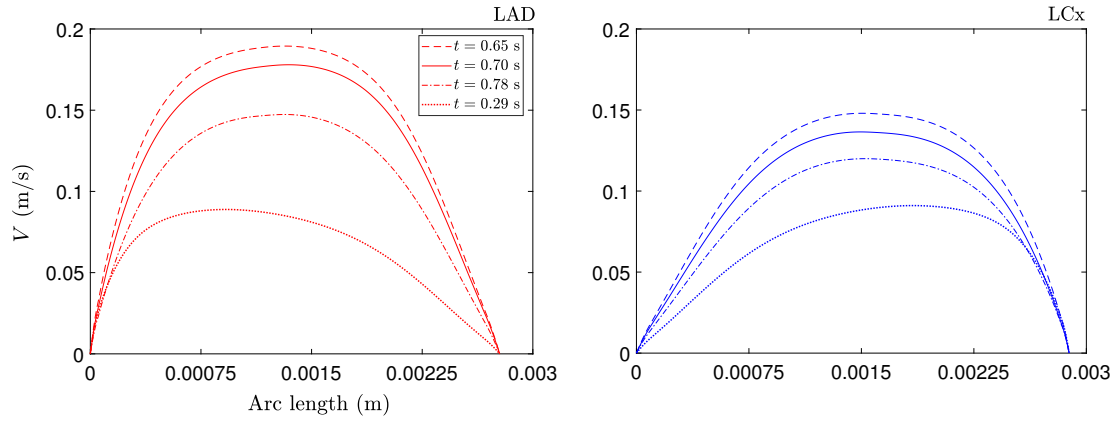 LAD
0.2
0.15
0.1
0.05
0
V (m/s)
t = 0.65 s
t = 0.70 s
t = 0.78 s
t = 0.29 s
0 0.00075 0.0015 0.00225 0.003
Arc length (m)
LCx
0.2
0.15
0.1
0.05
0
0 0.00075 0.0015 0.00225 0.003